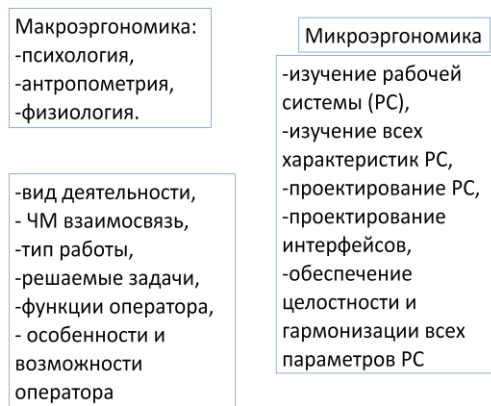 Макроэргономика:
-психология,
-антропометрия,
-физиология.
-вид деятельности,
- ЧМ взаимосвязь,
-тип работы,
-решаемые задачи,
-функции оператора,
- особенности и
возможности
оператора
Микроэргономика
-изучение рабочей
системы (РС),
-изучение всех
характеристик РС,
-проектирование РС,
-проектирование
интерфейсов,
-обеспечение
целостности и
гармонизации всех
параметров РС